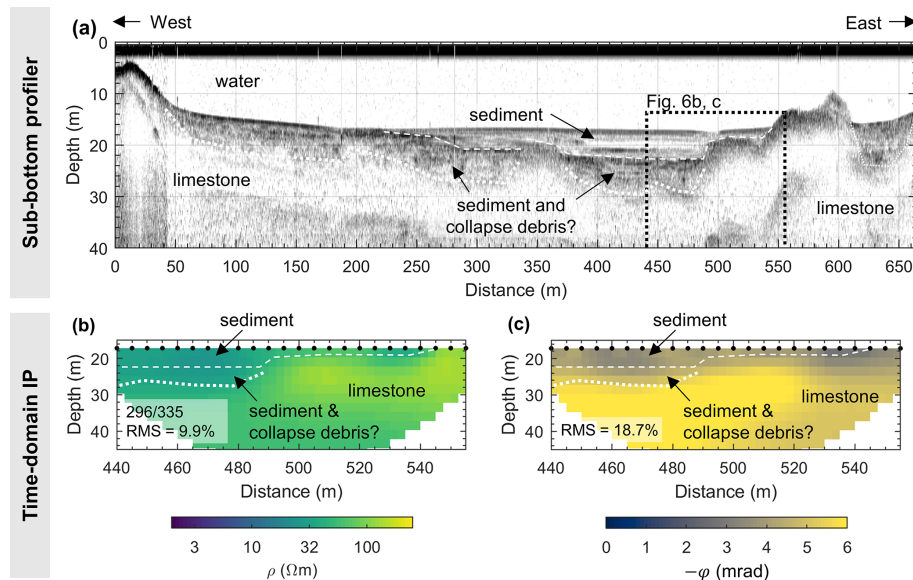 Sub-bottom profiler
(a)
West
East
0
10
20
30
40
Depth (m)
water
sediment
Fig. 6b, c
limestone
sediment and
collapse debris?
limestone
0 50 100 150 200 250 300 350 400 450 500 550 600 650
Distance (m)
Time-domain IP
(b)
sediment
20
30
40
Depth (m)
limestone
296/335
RMS = 9.9%
sediment &
collapse debris?
440 460 480 500 520 540
Distance (m)
3 10 32 100
ρ (Ωm)
(c)
sediment
20
30
40
Depth (m)
limestone
RMS = 18.7%
sediment &
collapse debris?
440 460 480 500 520 540
Distance (m)
0 1 2 3 4 5 6
−φ (mrad)